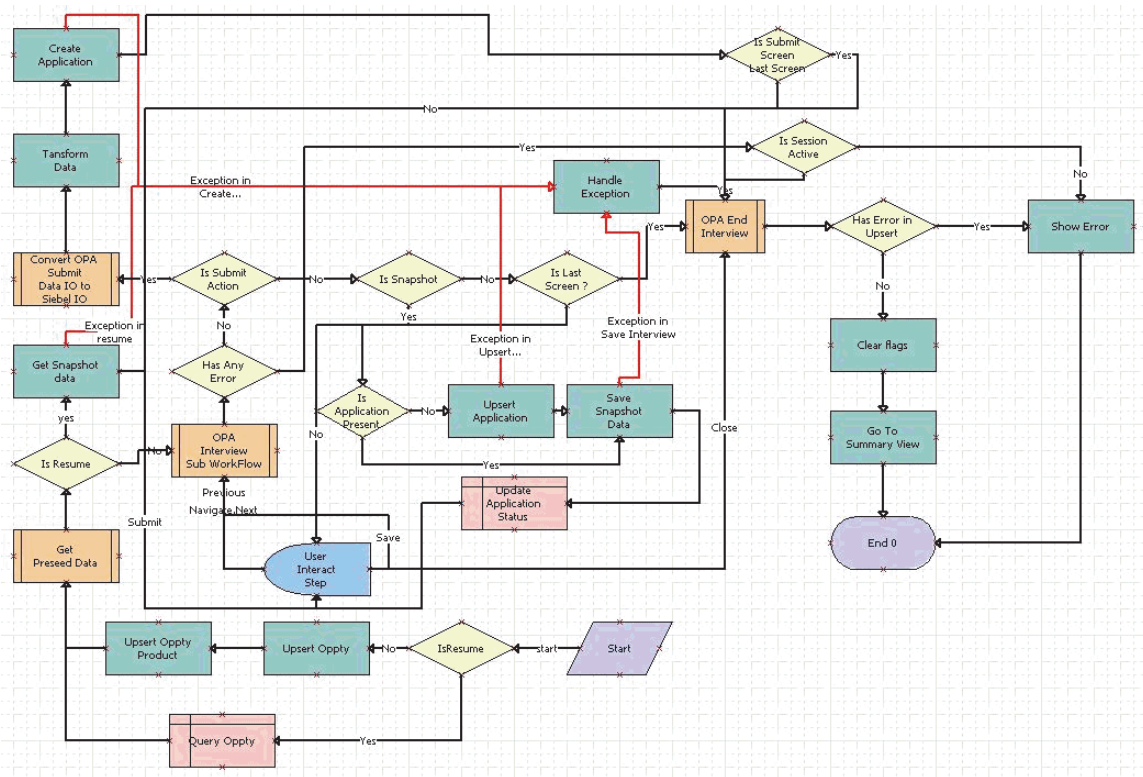 Create
Application
Is Submit
Screen
Last Screen
Yes
No
Tansform
Data
Yes
Is Session
Active
No
Exception in
Create...
Handle
Exception
Yes
OPA End
Interview
Has Error in
Upsert
Yes
Show Error
Convert OPA
Submit
Data IO to
Siebel IO
Yes
Is Submit
Action
No
Is Snapshot
No
Is Last
Screen ?
Yes
No
Exception in
resume
No
Yes
Exception in
Save Interview
Exception in
Upsert...
Get Snapshot
data
Has Any
Error
Clear flags
yes
Is
Application
Present
No
Upsert
Application
Save
Snapshot
Data
Close
Go To
Summary View
Is Resume
No
OPA
Interview
Sub WorkFlow
No
Yes
Previous
Navigate.Next
Update
Application
Status
Submit
Save
Get
Preseed Data
User
Interact
Step
End 0
Upsert Oppty
Product
Upsert Oppty
No
IsResume
start
Start
Query Oppty
Yes